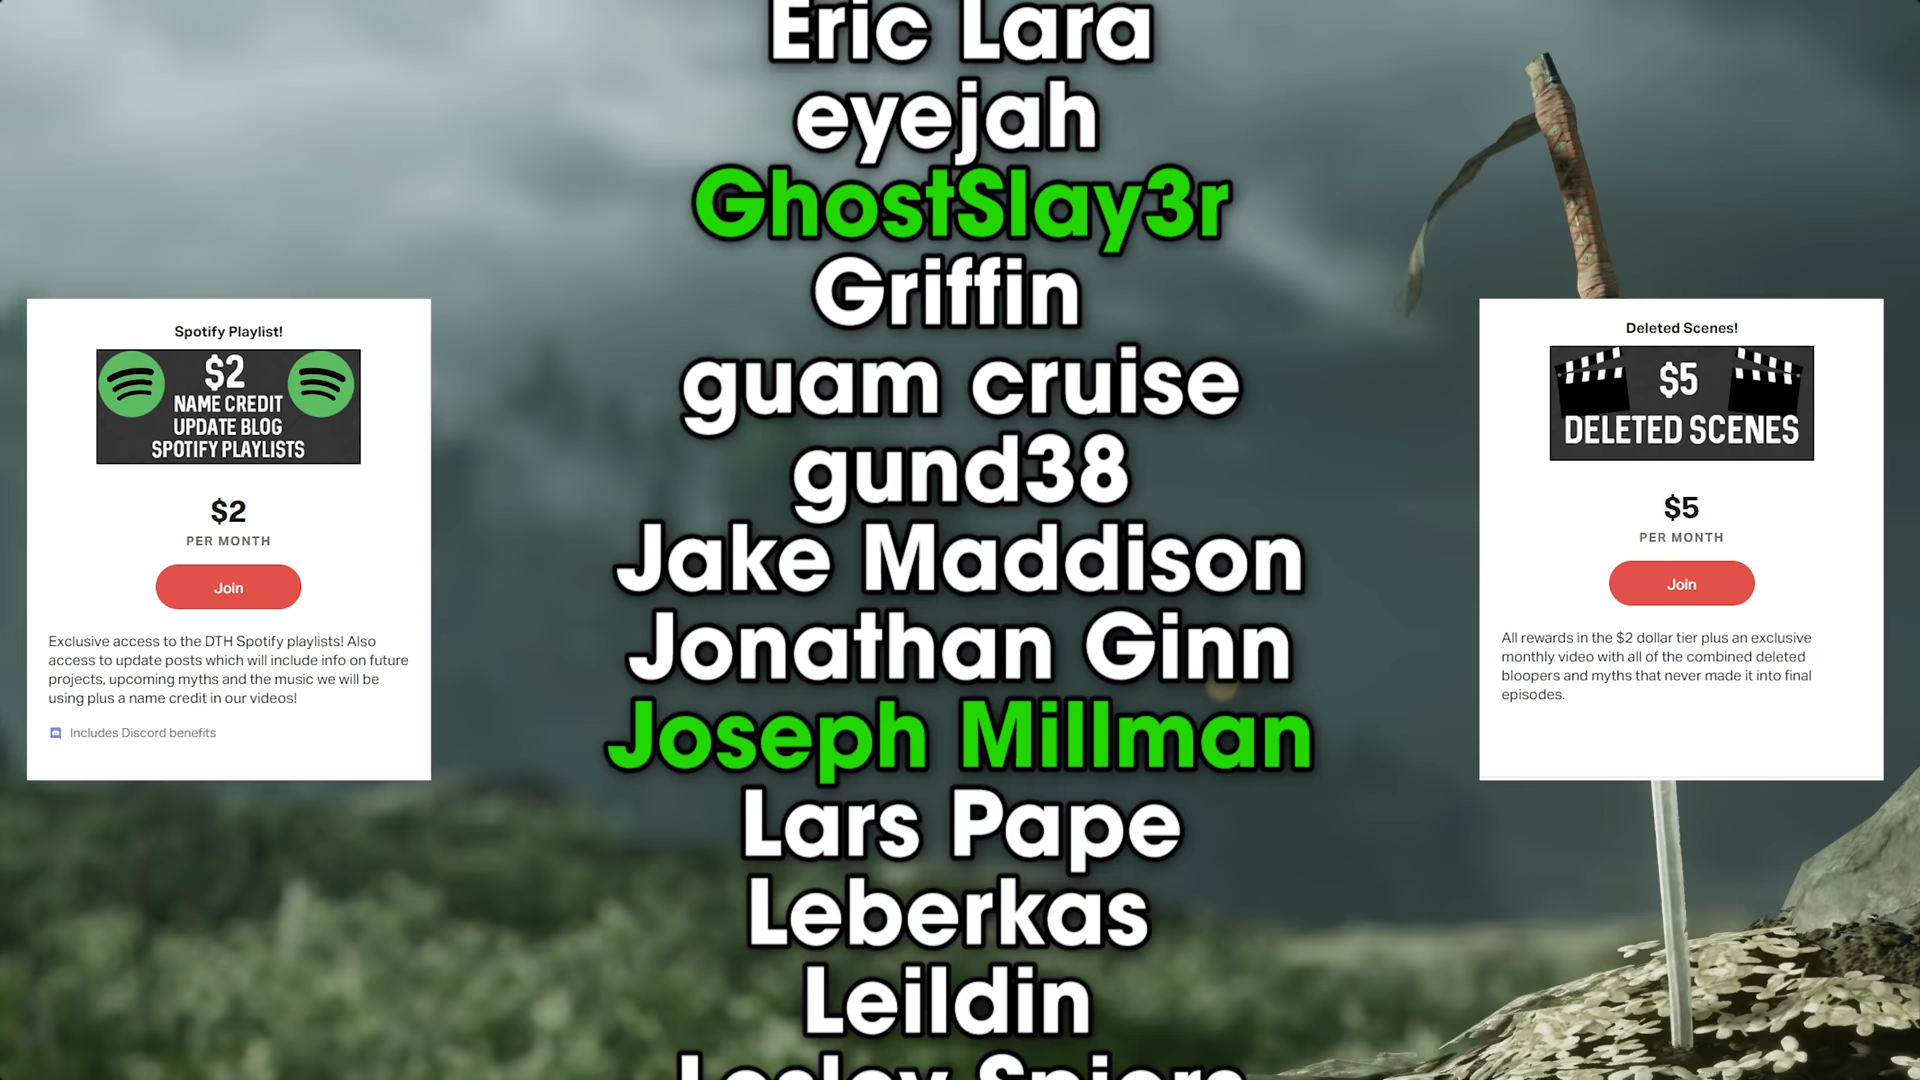 Eric Lara
eyejah
GhostSlay3r
Griffin
guam cruise
gund38
Jake Maddison
Jonathan Ginn
Joseph Millman
Lars Pape
Leberkas
Leildin
Spotify Playlist!
$2
NAME CREDIT
UPDATE BLOG
SPOTIFY PLAYLISTS
$2
PER MONTH
Join
Exclusive access to the DTH Spotify playlists! Also
access to update posts which will include info on future
projects, upcoming myths and the music we will be
using plus a name credit in our videos!
Includes Discord benefits
Deleted Scenes!
$5
DELETED SCENES
$5
PER MONTH
Join
All rewards in the $2 dollar tier plus an exclusive
monthly video with all of the combined deleted
bloopers and myths that never made it into final
episodes.